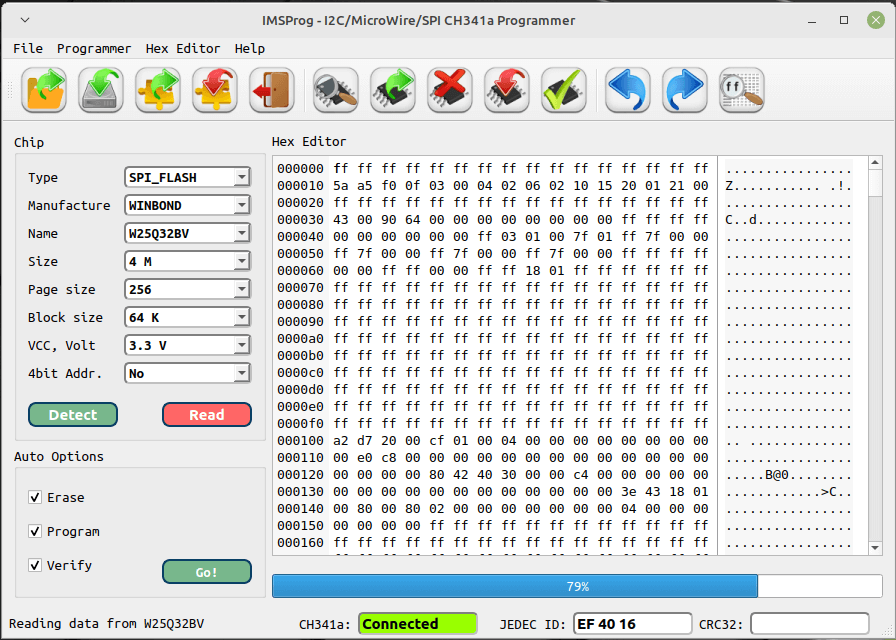 IMSProg - I2C/MicroWire/SPI CH341a Programmer
File Programmer Hex Editor Help
ff
Chip
Type SPI_FLASH
Manufacture WINBOND
Name W25Q32BV
Size 4 M
Page size 256
Block size 64 K
VCC, Volt 3.3 V
4bit Addr. No
Detect Read
Auto Options
Erase
Program
Verify
Go!
Hex Editor
000000 ff ff ff ff ff ff ff ff ff ff ff ff ff ff ff ff ................
000010 5a a5 f0 0f 03 00 04 02 06 02 10 15 20 01 21 00 Z........... .!.
000020 ff ff ff ff ff ff ff ff ff ff ff ff ff ff ff ff ................
000030 43 00 90 64 00 00 00 00 00 00 00 00 ff ff ff ff C..d............
000040 00 00 00 00 00 00 ff 03 01 00 7f 01 ff 7f 00 00 ................
000050 ff 7f 00 00 ff 7f 00 00 ff 7f 00 00 ff ff ff ff ................
000060 00 00 ff ff 00 00 ff ff 18 01 ff ff ff ff ff ff ................
000070 ff ff ff ff ff ff ff ff ff ff ff ff ff ff ff ff ................
000080 ff ff ff ff ff ff ff ff ff ff ff ff ff ff ff ff ................
000090 ff ff ff ff ff ff ff ff ff ff ff ff ff ff ff ff ................
0000a0 ff ff ff ff ff ff ff ff ff ff ff ff ff ff ff ff ................
0000b0 ff ff ff ff ff ff ff ff ff ff ff ff ff ff ff ff ................
0000c0 ff ff ff ff ff ff ff ff ff ff ff ff ff ff ff ff ................
0000d0 ff ff ff ff ff ff ff ff ff ff ff ff ff ff ff ff ................
0000e0 ff ff ff ff ff ff ff ff ff ff ff ff ff ff ff ff ................
0000f0 ff ff ff ff ff ff ff ff ff ff ff ff ff ff ff ff ................
000100 a2 d7 20 00 cf 01 00 04 00 00 00 00 00 00 00 00 .. .............
000110 00 e0 c8 00 00 00 00 00 00 00 00 00 00 00 00 00 ................
000120 00 00 00 00 80 42 40 30 00 00 c4 00 00 00 00 00 .....B@0........
000130 00 00 00 00 00 00 00 00 00 00 00 00 3e 43 18 01 ............>C..
000140 00 80 00 80 02 00 00 00 00 00 00 00 04 00 00 00 ................
000150 00 00 00 00 ff ff ff ff ff ff ff ff ff ff ff ff ................
000160 ff ff ff ff ff ff ff ff ff ff ff ff ff ff ff ff ................
79%
Reading data from W25Q32BV CH341a: Connected JEDEC ID: EF 40 16 CRC32: